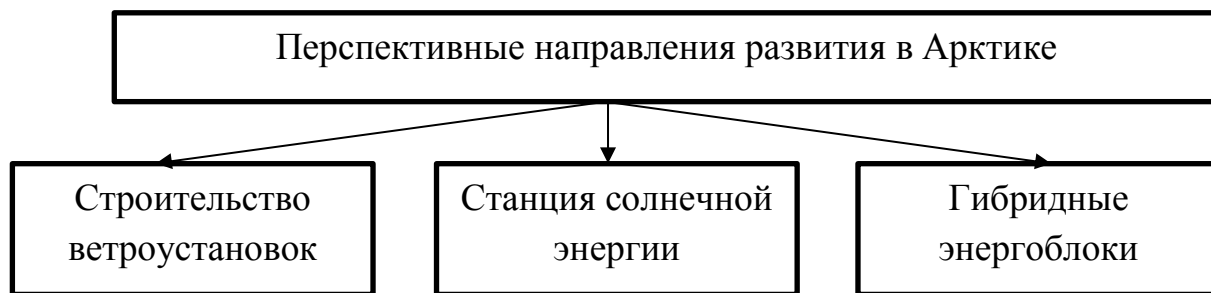 Перспективные направления развития в Арктике
Строительство
ветроустановок
Станция солнечной
энергии
Гибридные
энергоблоки